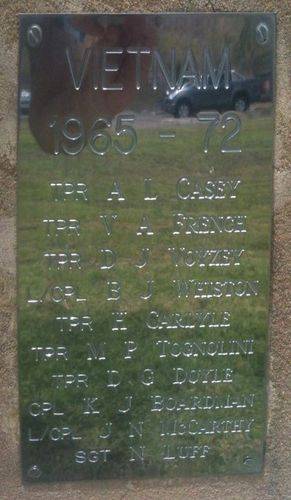 VIETNAM
1965 - 72
TPR A L CASEY
TPR V A FRENCH
TPR D J VOYZEY
L/CPL B J WHISTON
TPR K CARLYLE
TPR M P TOGNOLINI
TPR D G DOYLE
CPL K J BOARDMAN
L/CPL J N McCARTHY
SGT N LUFF